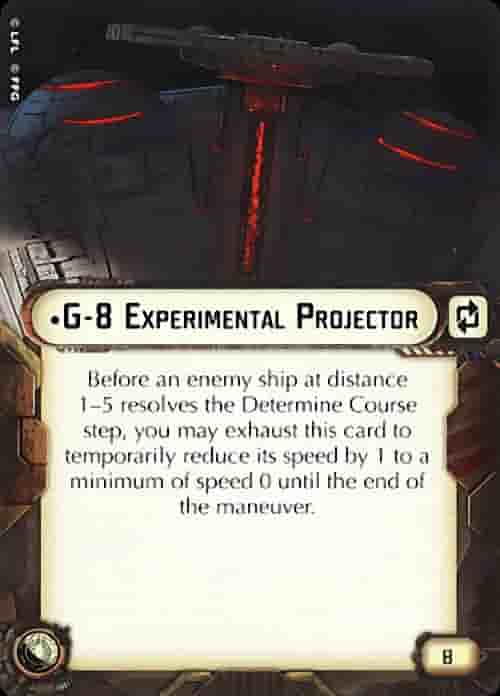 © LFL © FFG
•G-8 Experimental Projector
Before an enemy ship at distance
1–5 resolves the Determine Course
step, you may exhaust this card to
temporarily reduce its speed by 1 to a
minimum of speed 0 until the end of
the maneuver.
8